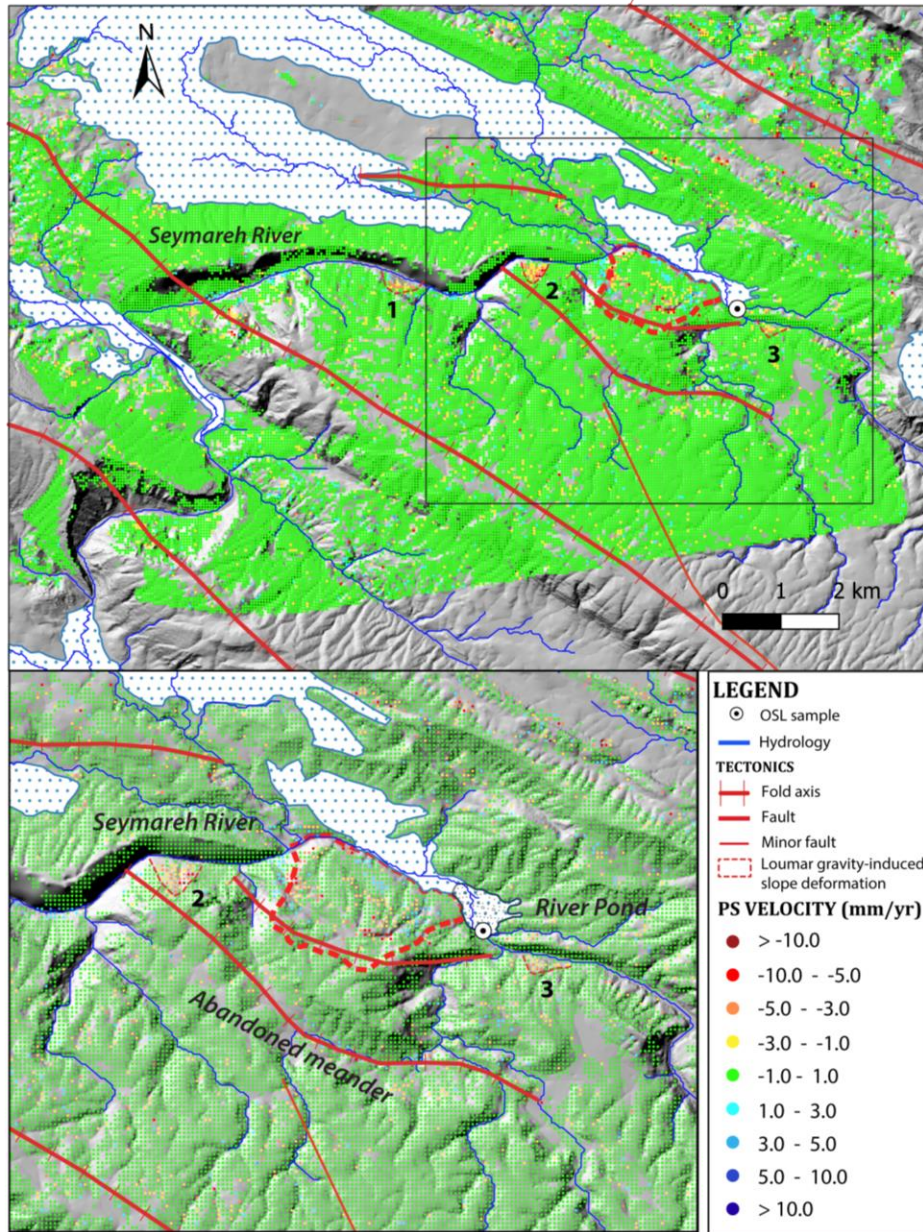 N
Seymareh River
1
2
3
0 1 2 km
Seymareh River
2
River Pond
3
Abandoned meander
LEGEND
OSL sample
Hydrology
TECTONICS
Fold axis
Fault
Minor fault
Loumar gravity-induced
slope deformation
PS VELOCITY (mm/yr)
> -10.0
-10.0 - -5.0
-5.0 - -3.0
-3.0 - -1.0
-1.0 - 1.0
1.0 - 3.0
3.0 - 5.0
5.0 - 10.0
> 10.0